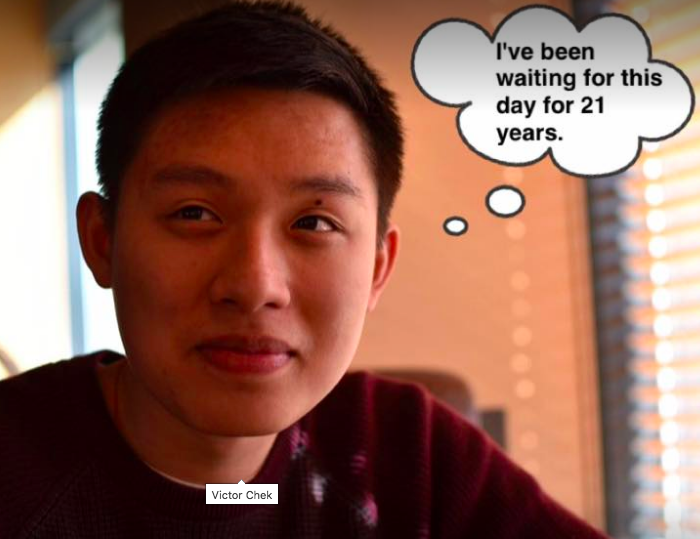 I've been
waiting for this
day for 21
years.
Victor Chek